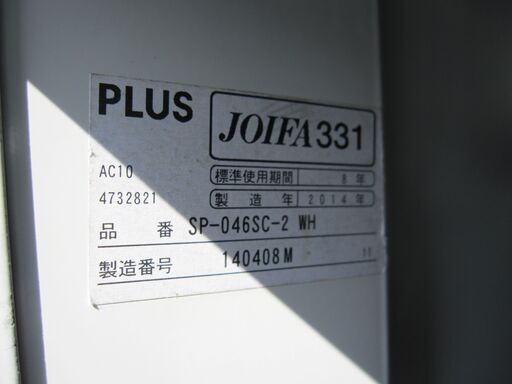 PLUS
JOIFA331
AC10
標準使用期間 8年
4732821
製造年 2014年
品番 SP-046SC-2 WH
製造番号 140408M 11